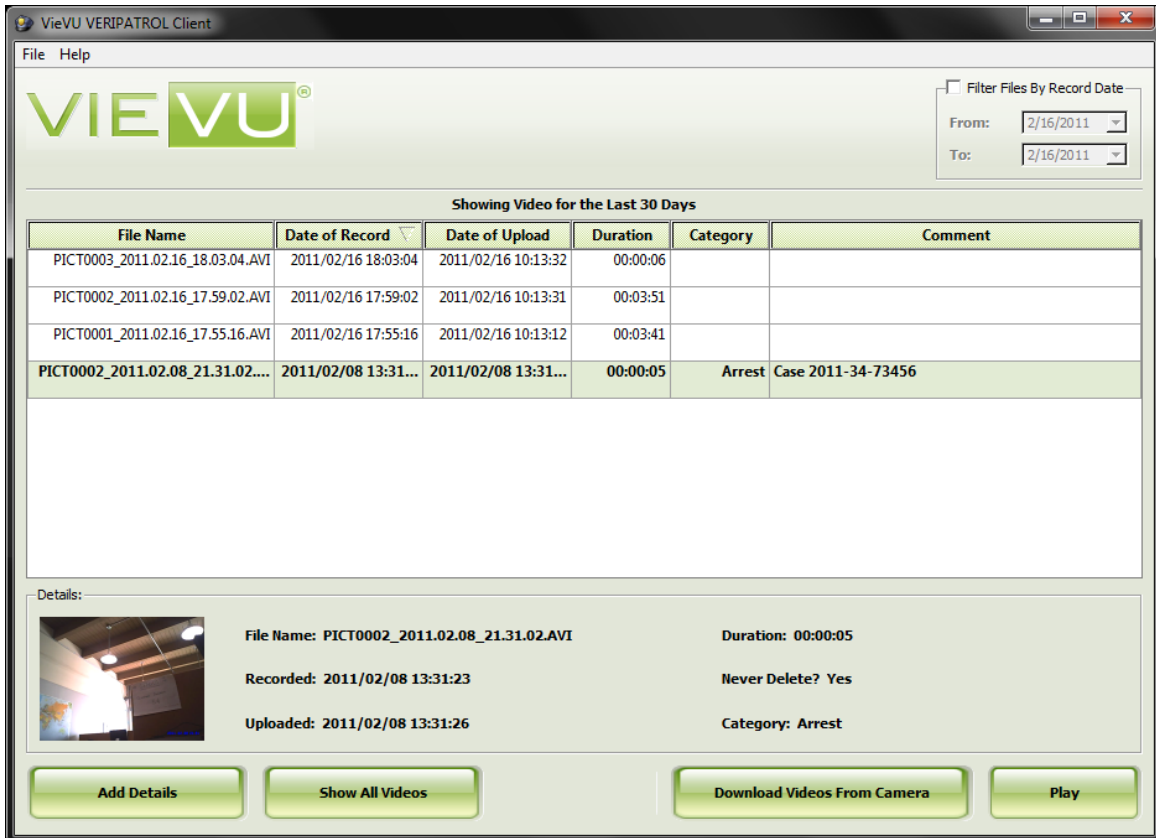 VieVU VERIPATROL Client
File Help
VIEVU®
Filter Files By Record Date
From: 2/16/2011
To: 2/16/2011
Showing Video for the Last 30 Days
File Name Date of Record Date of Upload Duration Category Comment
PICT0003_2011.02.16_18.03.04.AVI 2011/02/16 18:03:04 2011/02/16 10:13:32 00:00:06
PICT0002_2011.02.16_17.59.02.AVI 2011/02/16 17:59:02 2011/02/16 10:13:31 00:03:51
PICT0001_2011.02.16_17.55.16.AVI 2011/02/16 17:55:16 2011/02/16 10:13:12 00:03:41
PICT0002_2011.02.08_21.31.02.... 2011/02/08 13:31... 2011/02/08 13:31... 00:00:05 Arrest Case 2011-34-73456
Details:
File Name: PICT0002_2011.02.08_21.31.02.AVI Duration: 00:00:05
Recorded: 2011/02/08 13:31:23 Never Delete? Yes
Uploaded: 2011/02/08 13:31:26 Category: Arrest
Add Details Show All Videos Download Videos From Camera Play